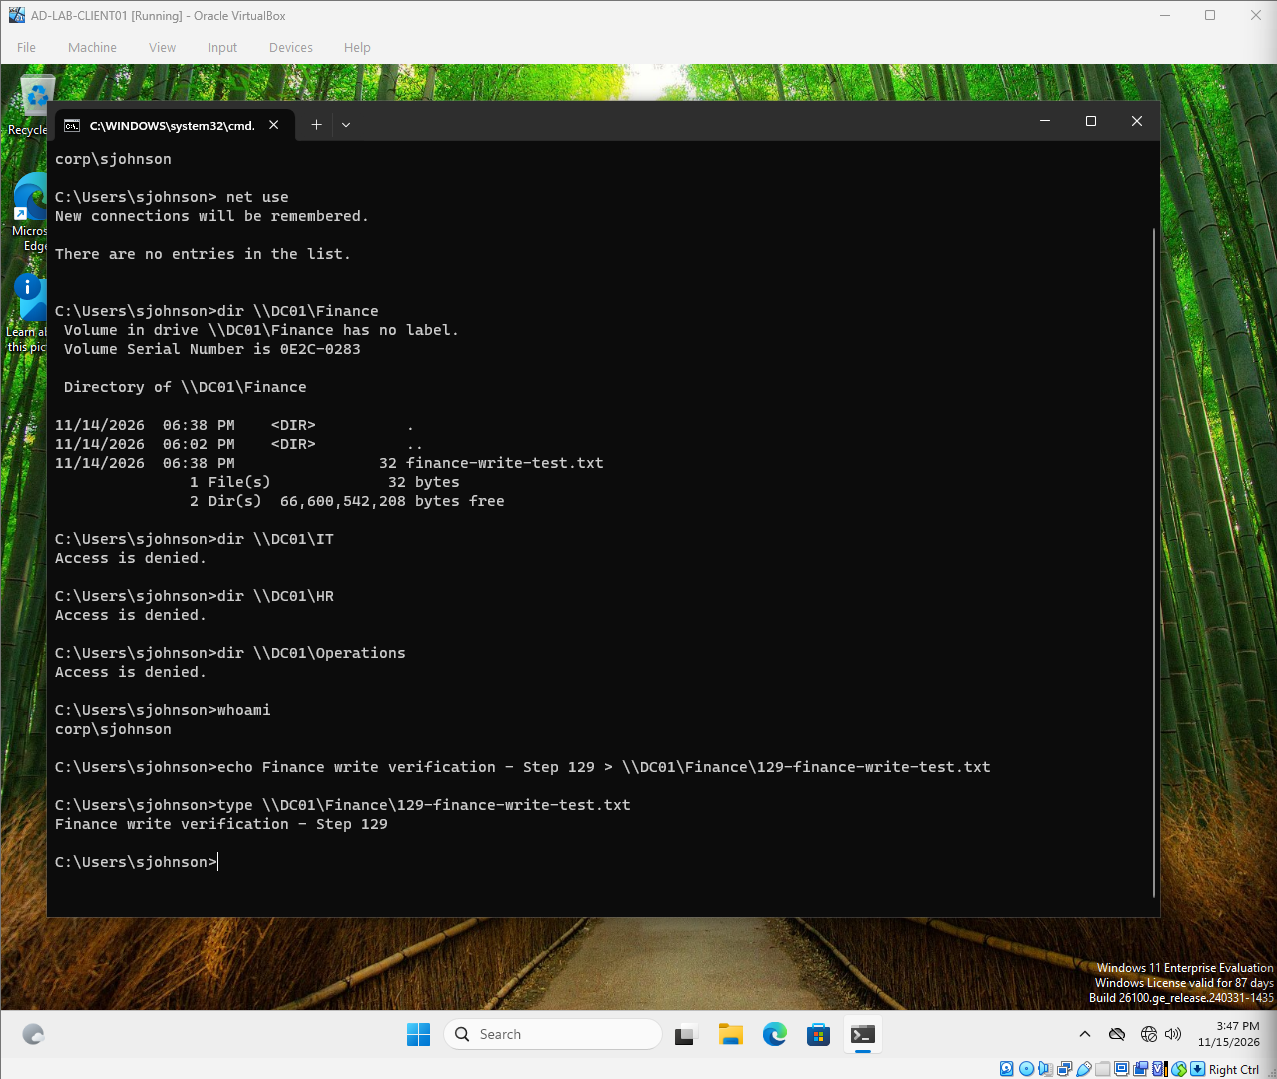 AD-LAB-CLIENT01 [Running] - Oracle VirtualBox
File Machine View Input Devices Help
Recycle
Micros
Edge
Learn ab
this pic
C:\WINDOWS\system32\cmd.
corp\sjohnson
C:\Users\sjohnson> net use
New connections will be remembered.
There are no entries in the list.
C:\Users\sjohnson>dir \\DC01\Finance
 Volume in drive \\DC01\Finance has no label.
 Volume Serial Number is 0E2C-0283
 Directory of \\DC01\Finance
11/14/2026  06:38 PM    <DIR>          .
11/14/2026  06:02 PM    <DIR>          ..
11/14/2026  06:38 PM                32 finance-write-test.txt
               1 File(s)             32 bytes
               2 Dir(s)  66,600,542,208 bytes free
C:\Users\sjohnson>dir \\DC01\IT
Access is denied.
C:\Users\sjohnson>dir \\DC01\HR
Access is denied.
C:\Users\sjohnson>dir \\DC01\Operations
Access is denied.
C:\Users\sjohnson>whoami
corp\sjohnson
C:\Users\sjohnson>echo Finance write verification - Step 129 > \\DC01\Finance\129-finance-write-test.txt
C:\Users\sjohnson>type \\DC01\Finance\129-finance-write-test.txt
Finance write verification - Step 129
C:\Users\sjohnson>
Windows 11 Enterprise Evaluation
Windows License valid for 87 days
Build 26100.ge_release.240331-1435
Search
3:47 PM
11/15/2026
Right Ctrl